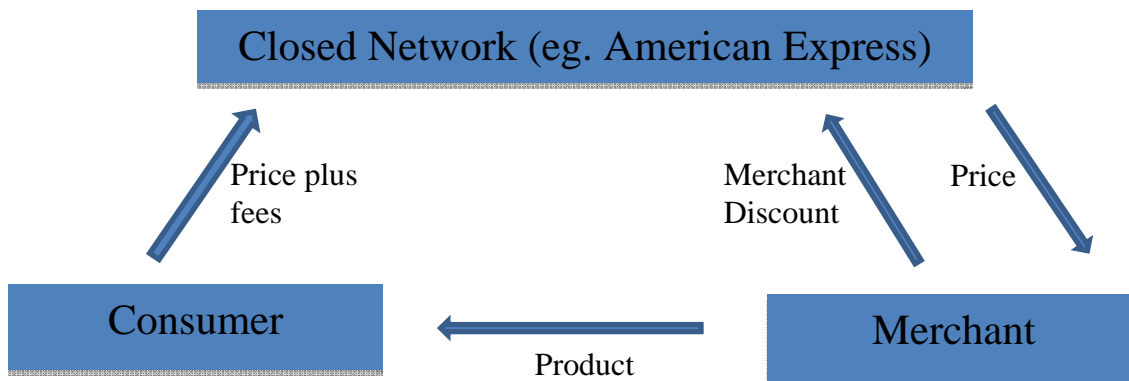 Closed Network (eg. American Express)
Price plus
fees
Merchant
Discount
Price
Consumer
Merchant
Product